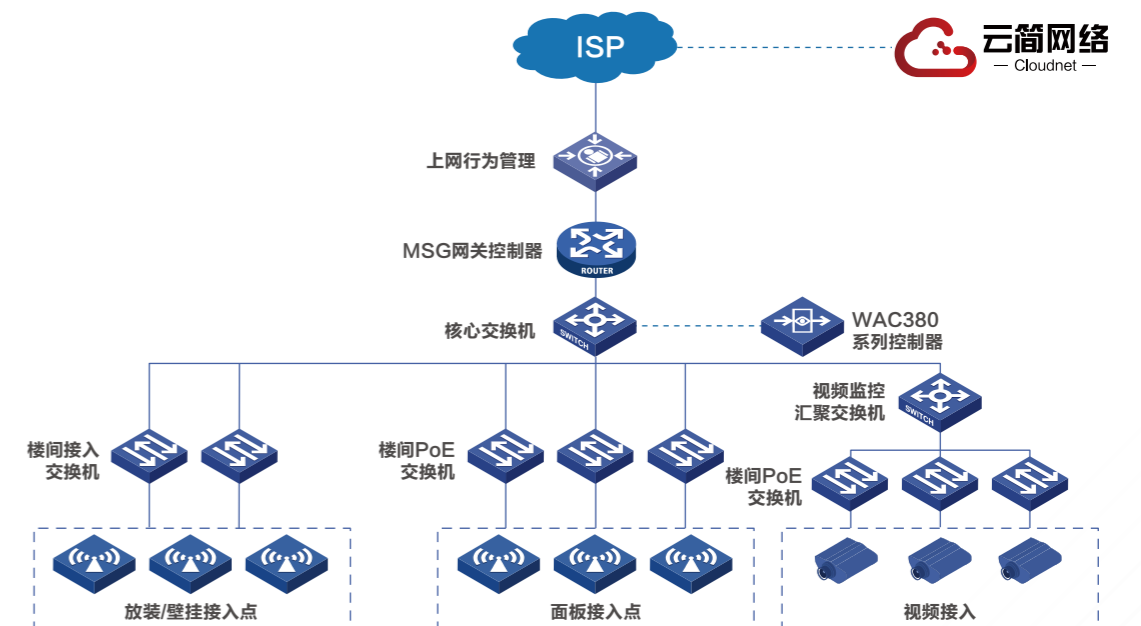 ISP
云简网络
Cloudnet
上网行为管理
MSG网关控制器
ROUTER
核心交换机
SWITCH
WAC380
系列控制器
视频监控
汇聚交换机
SWITCH
楼间接入
交换机
楼间PoE
交换机
楼间PoE
交换机
放装/壁挂接入点
面板接入点
视频接入